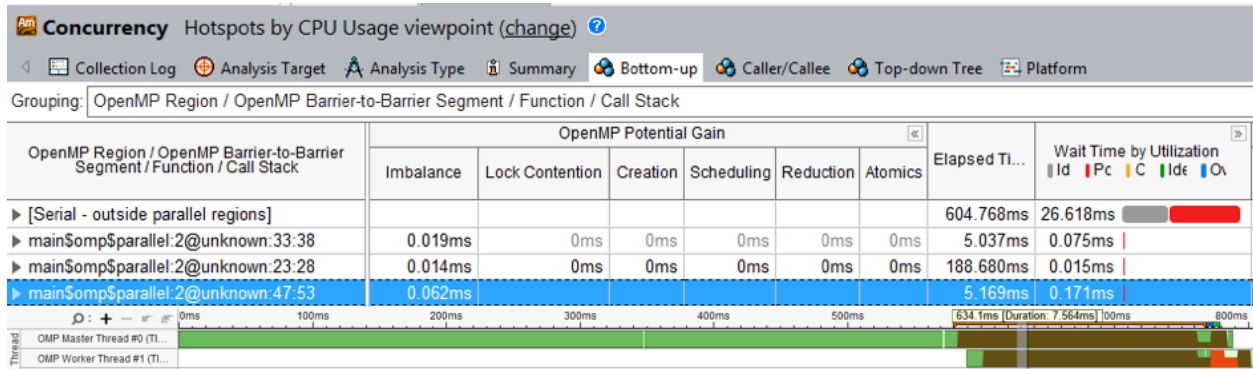 Concurrency Hotspots by CPU Usage viewpoint (change) ?
Collection Log Analysis Target Analysis Type Summary Bottom-up Caller/Callee Top-down Tree Platform
Grouping: OpenMP Region / OpenMP Barrier-to-Barrier Segment / Function / Call Stack
OpenMP Region / OpenMP Barrier-to-Barrier
Segment / Function / Call Stack
OpenMP Potential Gain
Imbalance Lock Contention Creation Scheduling Reduction Atomics
Elapsed Ti...
Wait Time by Utilization
Id Po C Ide Ov
[Serial - outside parallel regions] 604.768ms 26.618ms
main$omp$parallel:2@unknown:33:38 0.019ms 0ms 0ms 0ms 0ms 0ms 5.037ms 0.075ms
main$omp$parallel:2@unknown:23:28 0.014ms 0ms 0ms 0ms 0ms 0ms 188.680ms 0.015ms
main$omp$parallel:2@unknown:47:53 0.062ms 5.169ms 0.171ms
0ms 100ms 200ms 300ms 400ms 500ms 634.1ms [Duration: 7.564ms] 00ms 800ms
Thread
OMP Master Thread #0 (TI...
OMP Worker Thread #1 (TI...